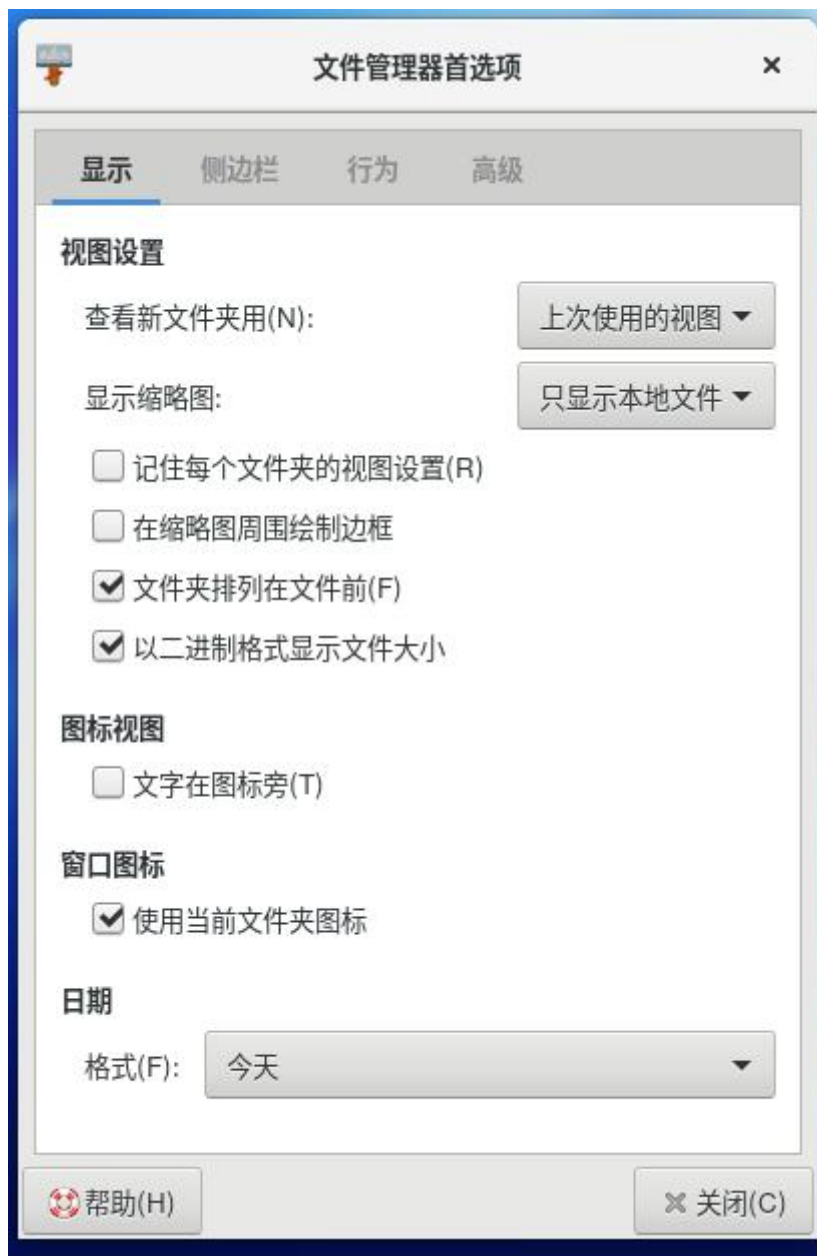 文件管理器首选项
显示 侧边栏 行为 高级
视图设置
查看新文件夹用(N): 上次使用的视图
显示缩略图: 只显示本地文件
记住每个文件夹的视图设置(R)
在缩略图周围绘制边框
文件夹排列在文件前(F)
以二进制格式显示文件大小
图标视图
文字在图标旁(T)
窗口图标
使用当前文件夹图标
日期
格式(F): 今天
帮助(H) 关闭(C)